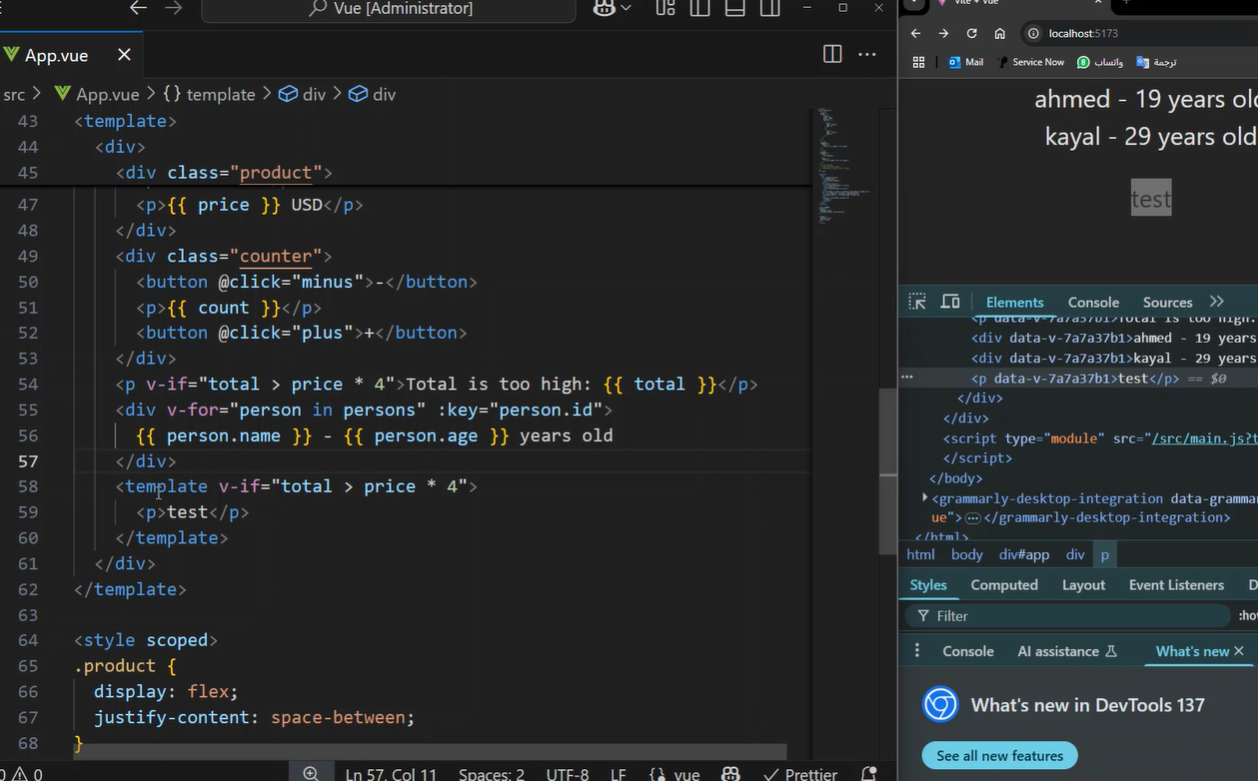 Vue [Administrator]
App.vue
src > App.vue > {} template > div > div
43 <template>
44 <div>
45 <div class="product">
47 <p>{{ price }} USD</p>
48 </div>
49 <div class="counter">
50 <button @click="minus">-</button>
51 <p>{{ count }}</p>
52 <button @click="plus">+</button>
53 </div>
54 <p v-if="total > price * 4">Total is too high: {{ total }}</p>
55 <div v-for="person in persons" :key="person.id">
56 {{ person.name }} - {{ person.age }} years old
57 </div>
58 <template v-if="total > price * 4">
59 <p>test</p>
60 </template>
61 </div>
62 </template>
63
64 <style scoped>
65 .product {
66 display: flex;
67 justify-content: space-between;
68 }
0 0
Ln 57, Col 11 Spaces: 2 UTF-8 LF {} vue Prettier
Vite + Vue
localhost:5173
Mail Service Now واتساب ترجمة
ahmed - 19 years old
kayal - 29 years old
test
Elements Console Sources
<p data-v-7a7a37b1>Total is too high:
<div data-v-7a7a37b1>ahmed - 19 years
<div data-v-7a7a37b1>kayal - 29 years
<p data-v-7a7a37b1>test</p> == $0
</div>
</div>
<script type="module" src="/src/main.js?t
</script>
</body>
<grammarly-desktop-integration data-gramma
ue">…</grammarly-desktop-integration>
</html>
html body div#app div p
Styles Computed Layout Event Listeners D
Filter :ho
Console AI assistance What's new
What's new in DevTools 137
See all new features